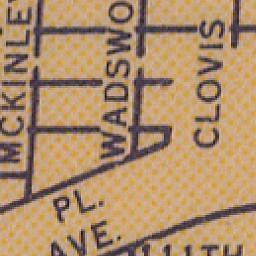 MCKINLEY
WADSWO
CLOVIS
PL.
AVE.
111TH